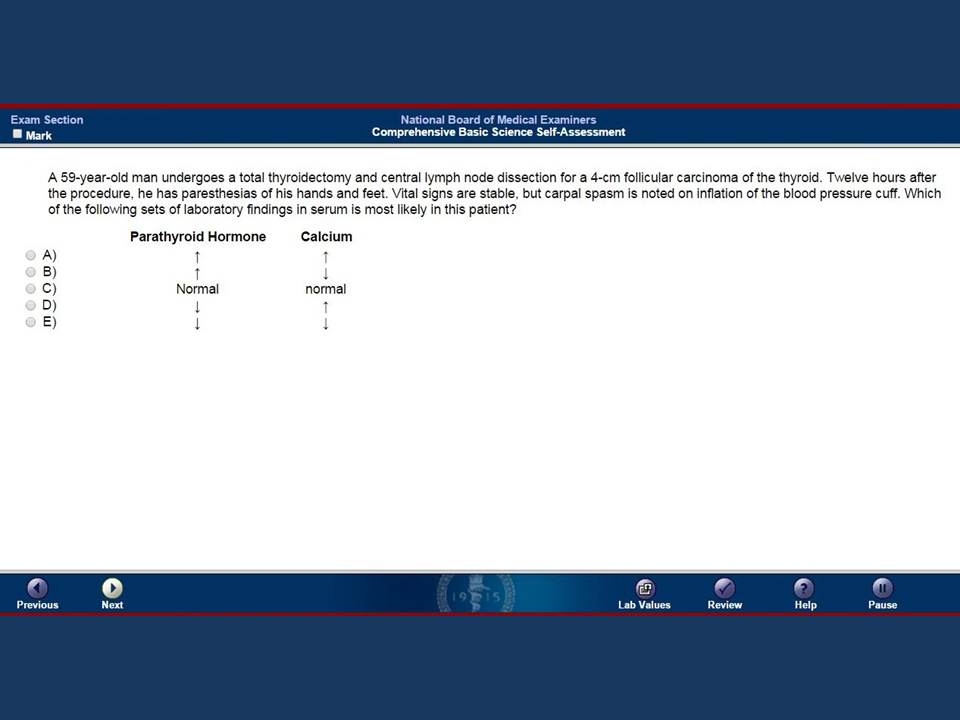 Exam Section
National Board of Medical Examiners
Mark
Comprehensive Basic Science Self-Assessment
A 59-year-old man undergoes a total thyroidectomy and central lymph node dissection for a 4-cm follicular carcinoma of the thyroid. Twelve hours after
the procedure, he has paresthesias of his hands and feet. Vital signs are stable, but carpal spasm is noted on inflation of the blood pressure cuff. Which
of the following sets of laboratory findings in serum is most likely in this patient?
Parathyroid Hormone Calcium
A) ↑ ↑
B) ↑ ↓
C) Normal normal
D) ↓ ↑
E) ↓ ↓
1915
Previous Next Lab Values Review Help Pause